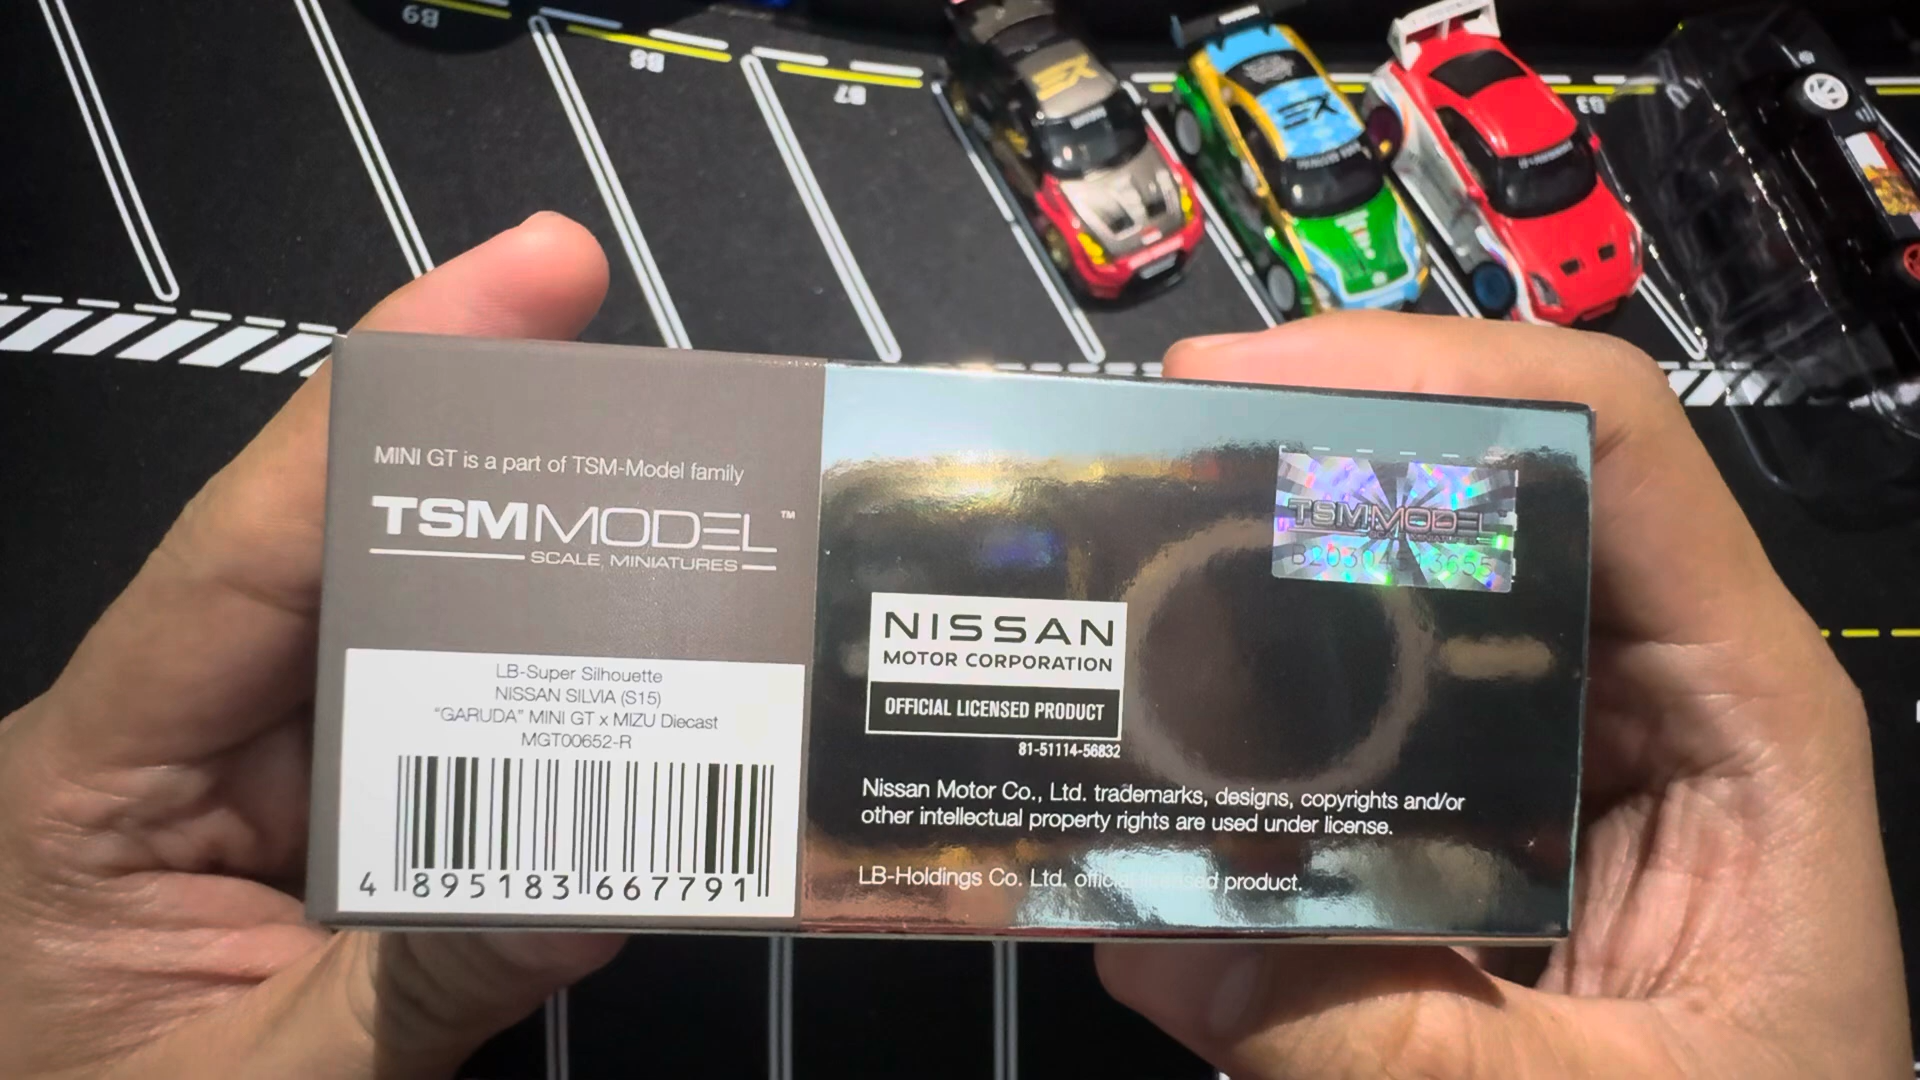 B9
B8
B7
B3
EX
EX
MINI GT is a part of TSM-Model family
TSMMODEL™
SCALE MINIATURES
LB-Super Silhouette
NISSAN SILVIA (S15)
"GARUDA" MINI GT x MIZU Diecast
MGT00652-R
4 895183 667791
TSMMODEL
NISSAN
MOTOR CORPORATION
OFFICIAL LICENSED PRODUCT
81-51114-56832
Nissan Motor Co., Ltd. trademarks, designs, copyrights and/or
other intellectual property rights are used under license.
LB-Holdings Co. Ltd. official licensed product.